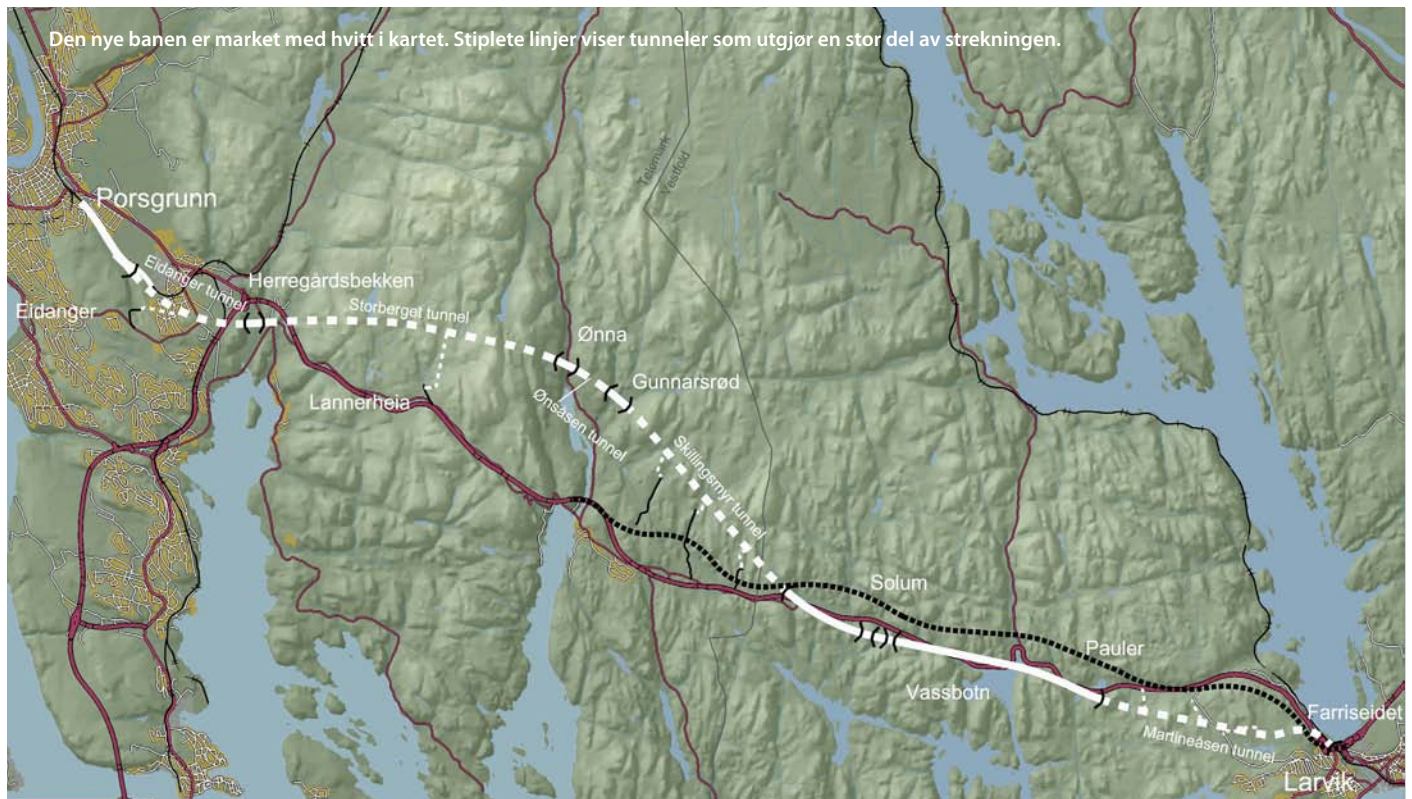 Den nye banen er market med hvitt i kartet. Stiplete linjer viser tunneler som utgjør en stor del av strekningen.
Telemark
Vestfold
Porsgrunn
Eidanger tunnel
Herregårdsbekken
Eidanger
Storberget tunnel
Ønna
Gunnarsrød
Lannerheia
Ønsåsen tunnel
Skillingsmyr tunnel
Solum
Pauler
Vassbotn
Farriseidet
Martineåsen tunnel
Larvik